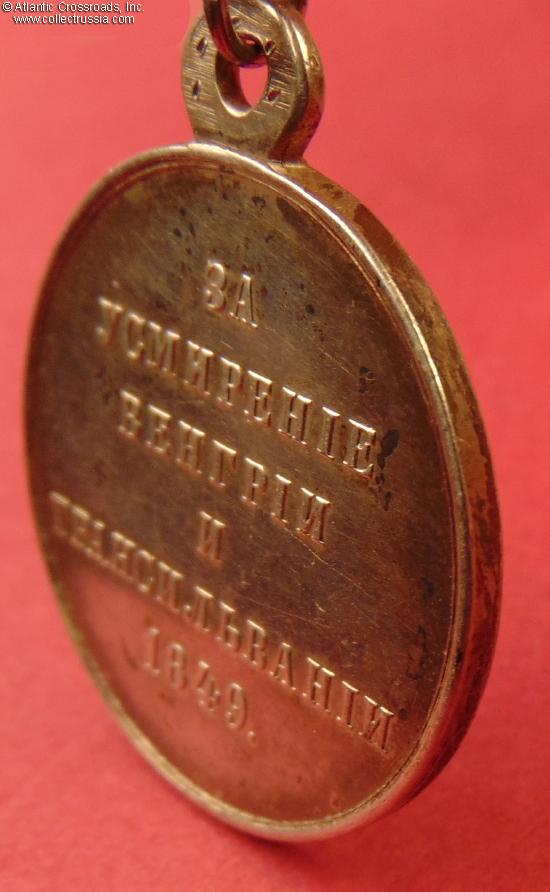 © Atlantic Crossroads, Inc.
www.collectrussia.com
ЗА
УСМИРЕНІЕ
ВЕНГРІИ
И
ТРАНСИЛЬВАНІИ
1849.